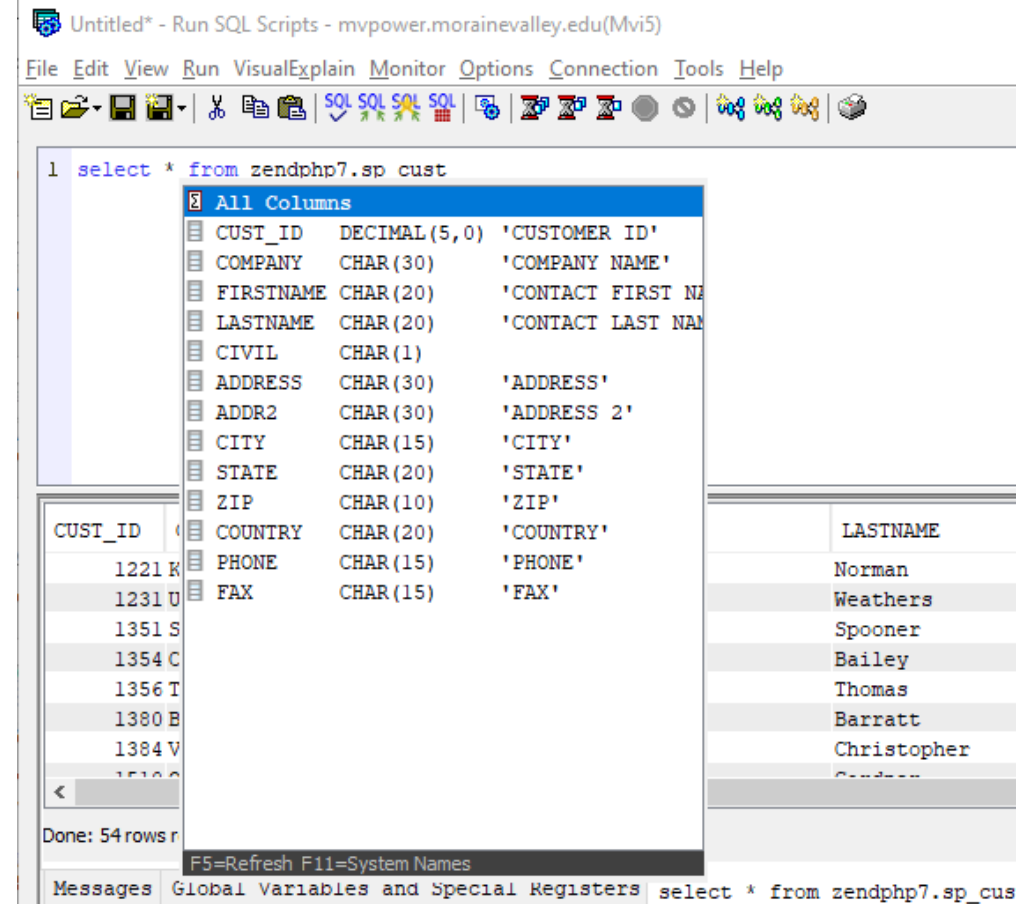 Untitled* - Run SQL Scripts - mvpower.morainevalley.edu(Mvi5)
File Edit View Run VisualExplain Monitor Options Connection Tools Help
SQL SQL SQL SQL
1 select * from zendphp7.sp_cust
All Columns
CUST_ID DECIMAL(5,0) 'CUSTOMER ID'
COMPANY CHAR(30) 'COMPANY NAME'
FIRSTNAME CHAR(20) 'CONTACT FIRST NA
LASTNAME CHAR(20) 'CONTACT LAST NAM
CIVIL CHAR(1)
ADDRESS CHAR(30) 'ADDRESS'
ADDR2 CHAR(30) 'ADDRESS 2'
CITY CHAR(15) 'CITY'
STATE CHAR(20) 'STATE'
ZIP CHAR(10) 'ZIP'
COUNTRY CHAR(20) 'COUNTRY'
PHONE CHAR(15) 'PHONE'
FAX CHAR(15) 'FAX'
F5=Refresh F11=System Names
CUST_ID LASTNAME
1221 K Norman
1231 U Weathers
1351 S Spooner
1354 C Bailey
1356 T Thomas
1380 B Barratt
1384 V Christopher
Done: 54 rows r
Messages Global Variables and Special Registers select * from zendphp7.sp_cus